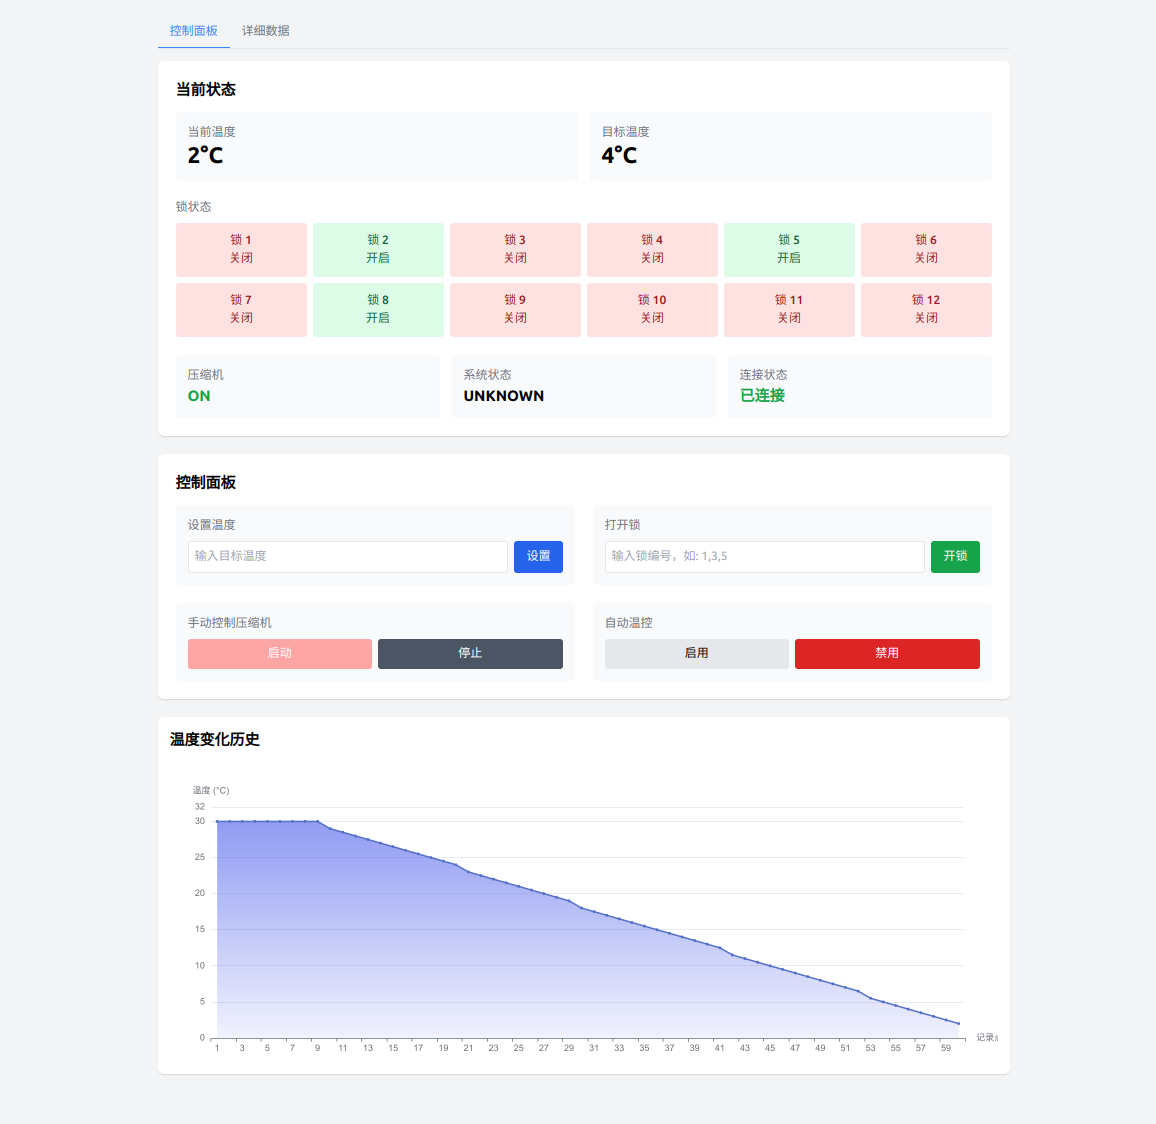 控制面板 详细数据
当前状态
当前温度 目标温度
2°C 4°C
锁状态
锁 1 锁 2 锁 3 锁 4 锁 5 锁 6
关闭 开启 关闭 关闭 开启 关闭
锁 7 锁 8 锁 9 锁 10 锁 11 锁 12
关闭 开启 关闭 关闭 关闭 关闭
压缩机 系统状态 连接状态
ON UNKNOWN 已连接
控制面板
设置温度 打开锁
输入目标温度 设置 输入锁编号，如: 1,3,5 开锁
手动控制压缩机 自动温控
启动 停止 启用 禁用
温度变化历史
温度 (°C)
32
30
25
20
15
10
5
0 记录
1 3 5 7 9 11 13 15 17 19 21 23 25 27 29 31 33 35 37 39 41 43 45 47 49 51 53 55 57 59